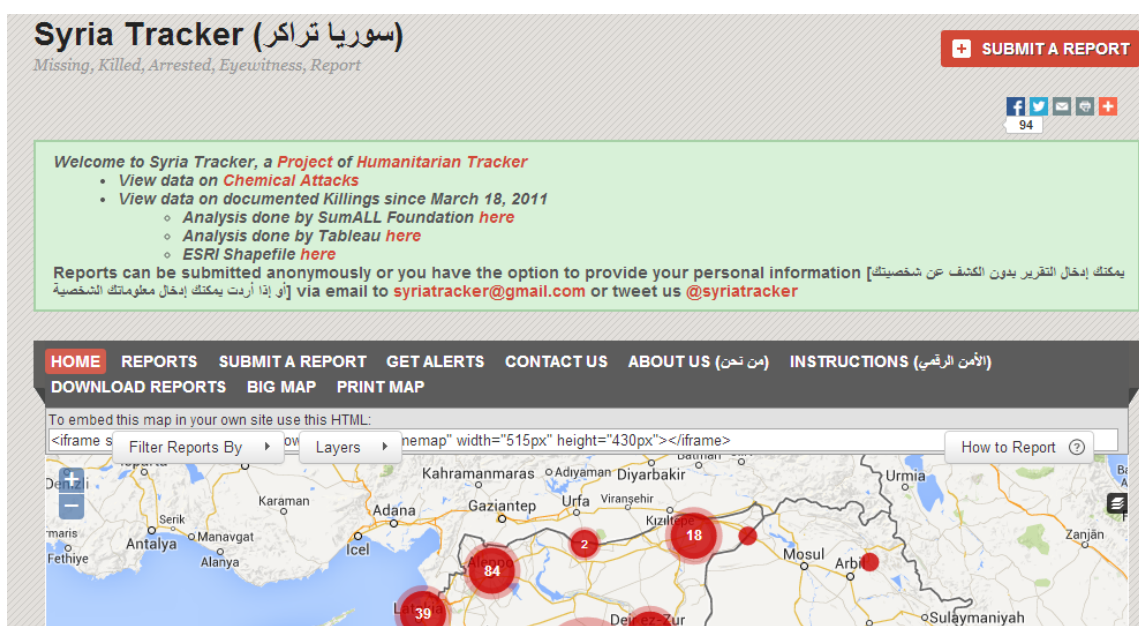 Syria Tracker (سوريا تراكر)
Missing, Killed, Arrested, Eyewitness, Report
SUBMIT A REPORT
94
Welcome to Syria Tracker, a Project of Humanitarian Tracker
• View data on Chemical Attacks
• View data on documented Killings since March 18, 2011
◦ Analysis done by SumALL Foundation here
◦ Analysis done by Tableau here
◦ ESRI Shapefile here
Reports can be submitted anonymously or you have the option to provide your personal information [يمكنك إدخال التقرير بدون الكشف عن شخصيتك
أو إذا أردت يمكنك إدخال معلوماتك الشخصية] via email to syriatracker@gmail.com or tweet us @syriatracker
HOME REPORTS SUBMIT A REPORT GET ALERTS CONTACT US ABOUT US (من نحن) INSTRUCTIONS (الأمن الرقمي)
DOWNLOAD REPORTS BIG MAP PRINT MAP
To embed this map in your own site use this HTML:
<iframe s nemap" width="515px" height="430px"></iframe>
Filter Reports By Layers How to Report ?
Kahramanmaras Adıyaman Diyarbakir Batman
Urmia
Karaman Adana Gaziantep Urfa Viranşehir
Serik Kızıltepe
Antalya Manavgat Icel 2 18 Mosul Arbil Zanjān
Fethiye Alanya
84
39
Deir ez-Zur Sulaymaniyah